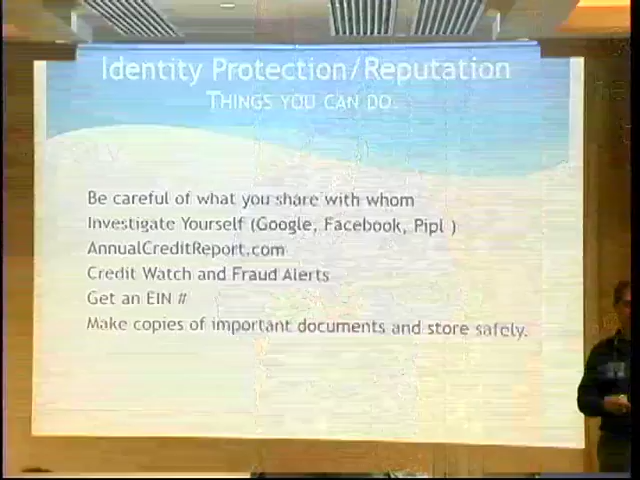 Identity Protection/Reputation
THINGS YOU CAN DO.
Be careful of what you share with whom
Investigate Yourself (Google, Facebook, Pipl )
AnnualCreditReport.com
Credit Watch and Fraud Alerts
Get an EIN #
Make copies of important documents and store safely.